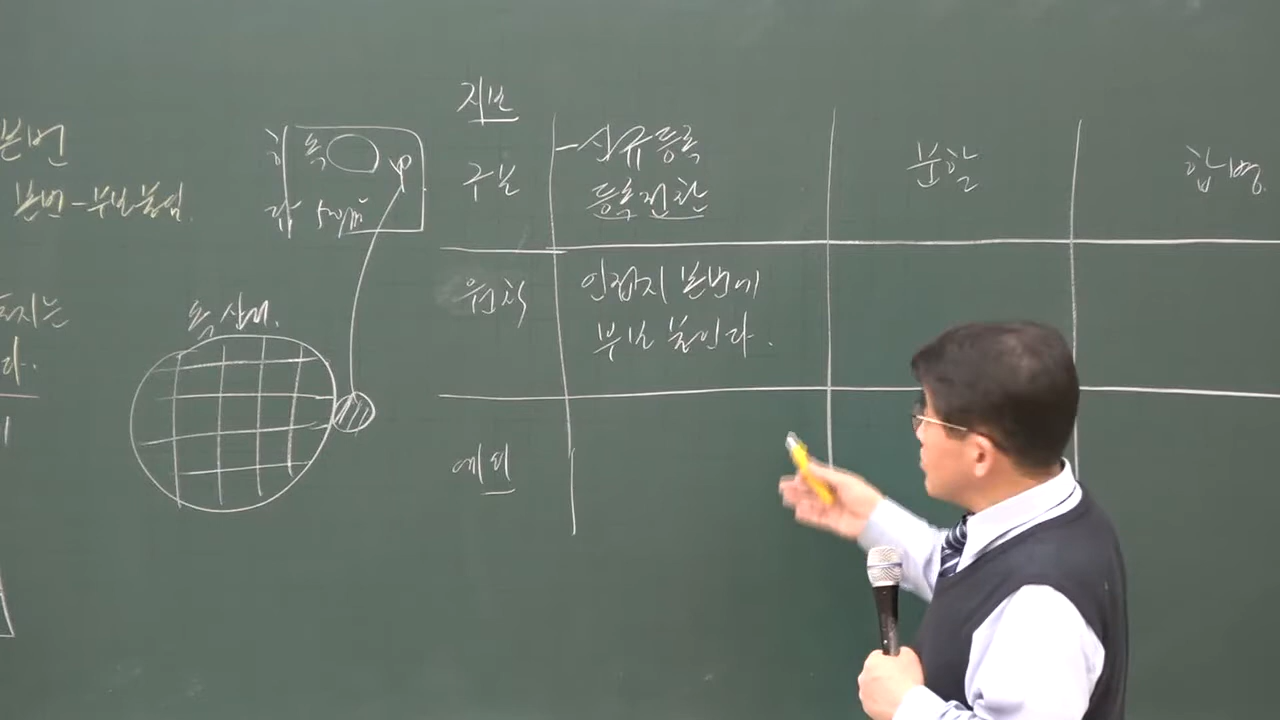 본번
본번 - 부번 붙임
토지는
다.
지번
구분
신규등록
등록전환
분할
합병
원칙
인접지 본번에
부번 붙인다.
예외